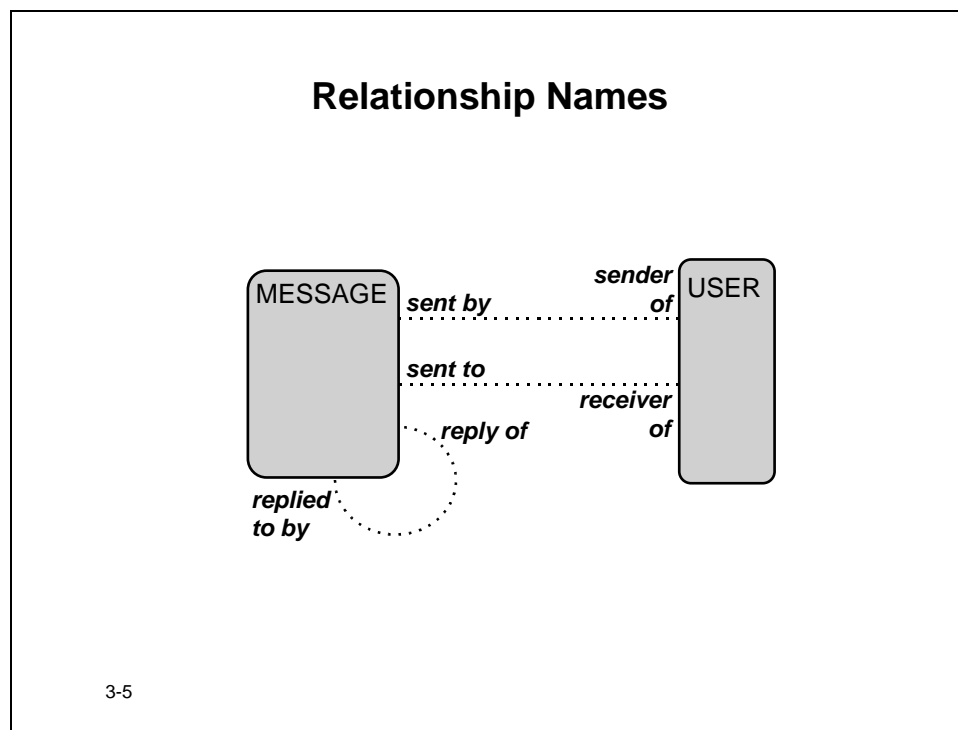 Relationship Names
MESSAGE
sent by
sender
of
USER
sent to
receiver
of
reply of
replied
to by
3-5